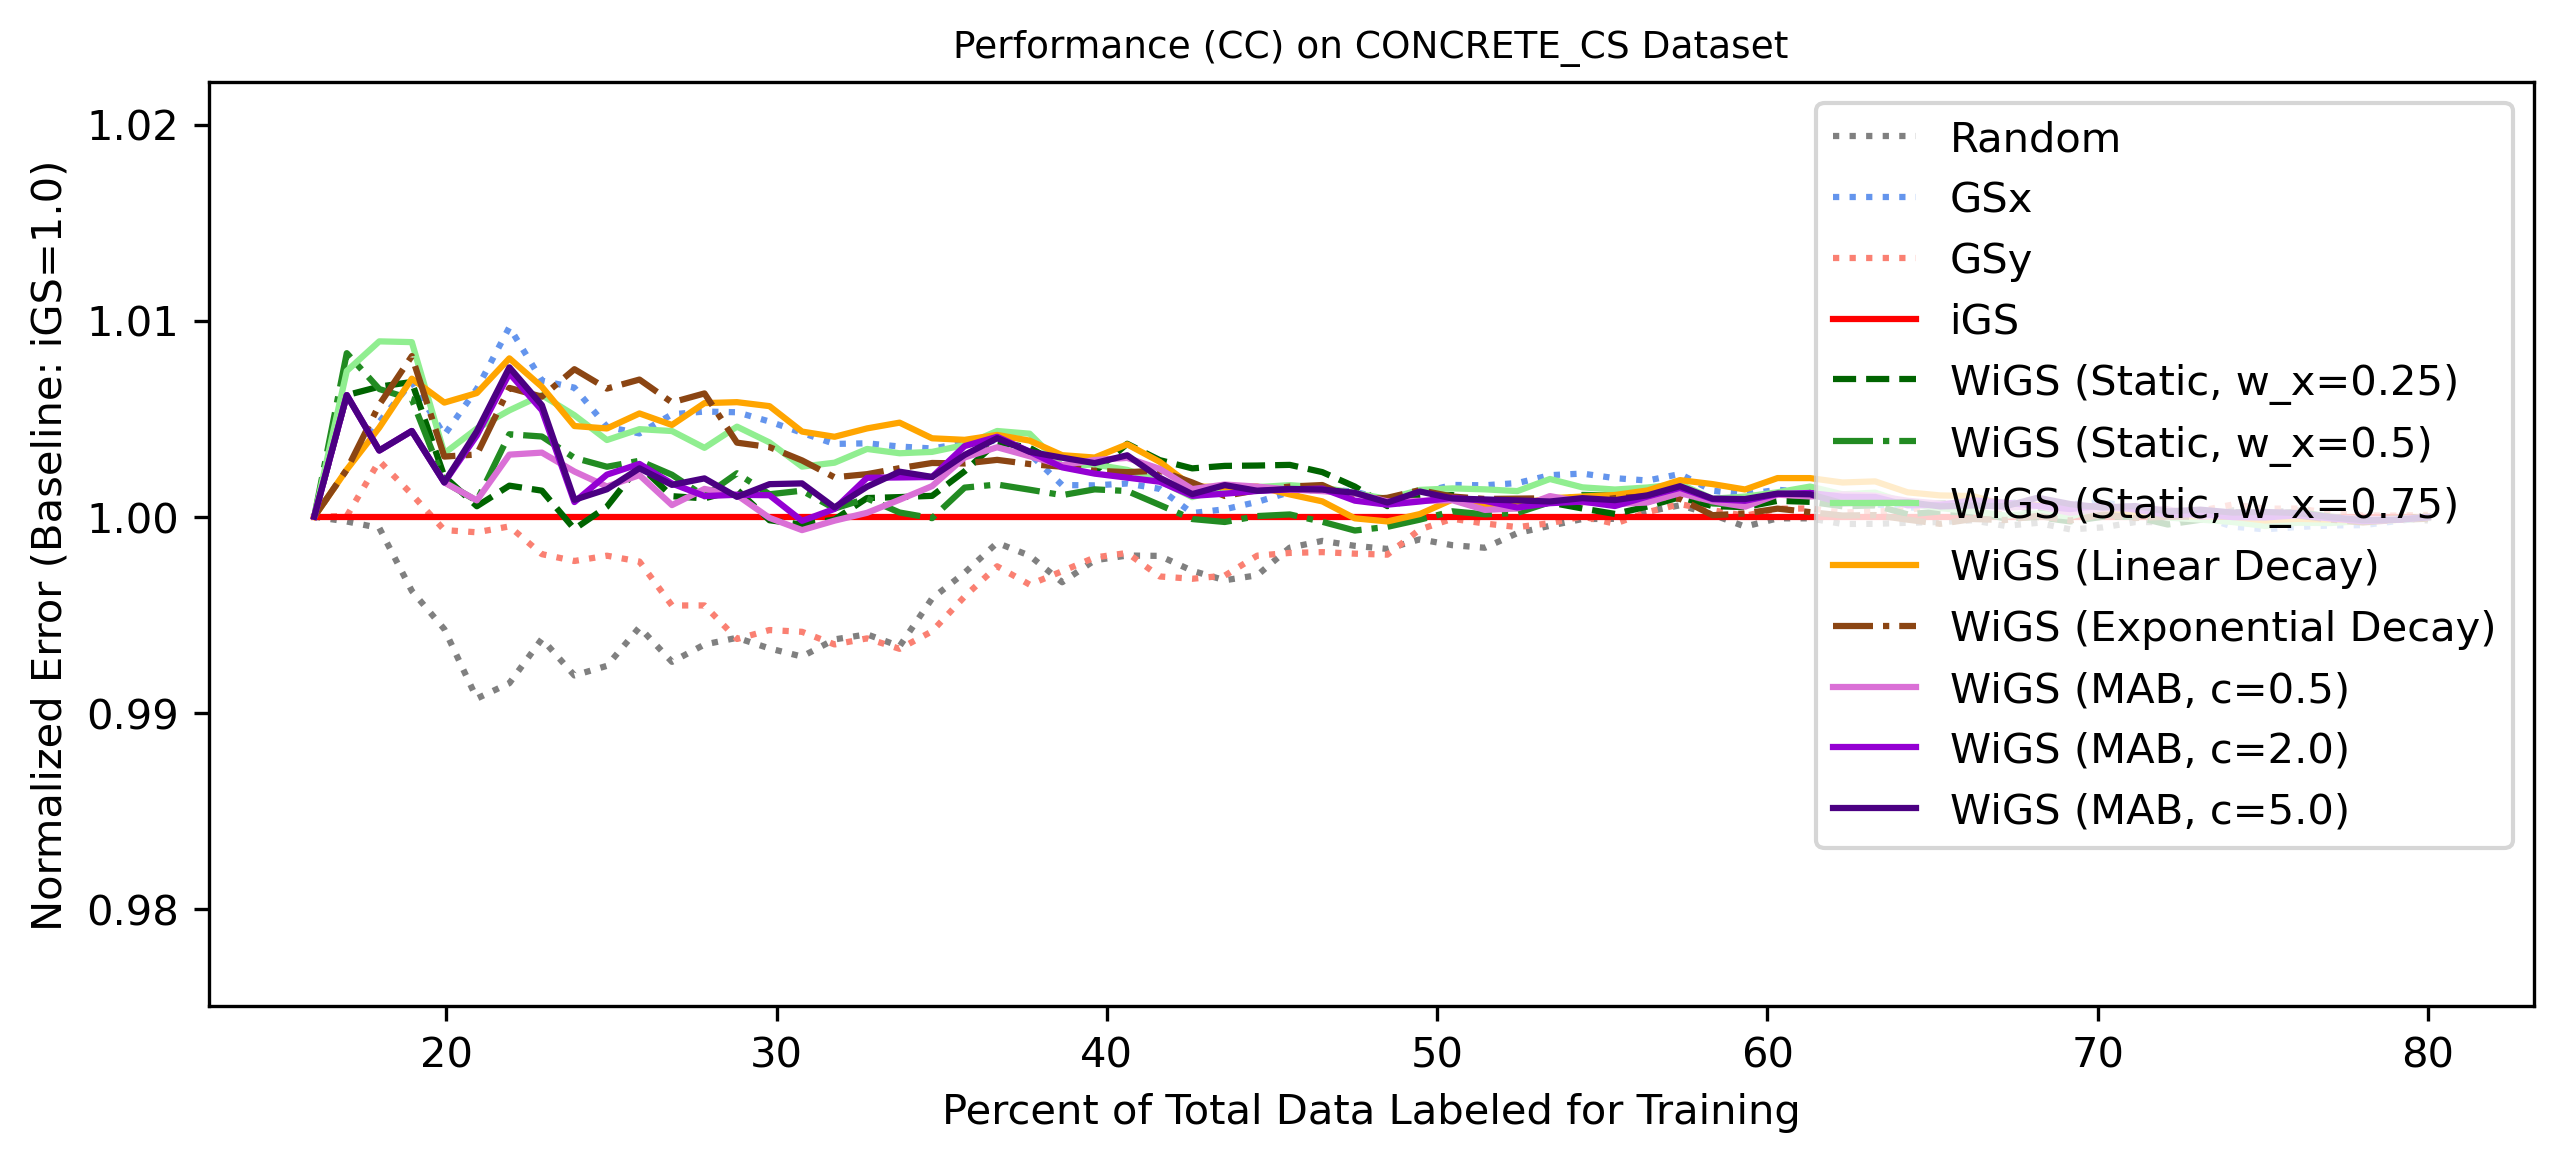 Performance (CC) on CONCRETE_CS Dataset
Normalized Error (Baseline: iGS=1.0)
1.02
1.01
1.00
0.99
0.98
Random
GSx
GSy
iGS
WiGS (Static, w_x=0.25)
WiGS (Static, w_x=0.5)
WiGS (Static, w_x=0.75)
WiGS (Linear Decay)
WiGS (Exponential Decay)
WiGS (MAB, c=0.5)
WiGS (MAB, c=2.0)
WiGS (MAB, c=5.0)
20 30 40 50 60 70 80
Percent of Total Data Labeled for Training